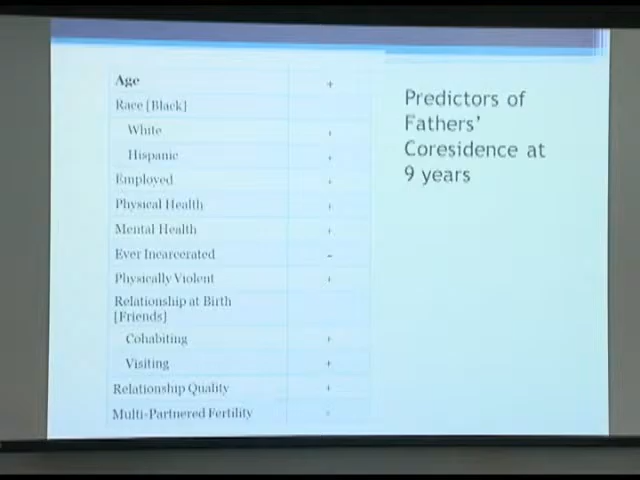 Age +
Race [Black]
White +
Hispanic +
Employed +
Physical Health +
Mental Health +
Ever Incarcerated -
Physically Violent +
Relationship at Birth
[Friends]
Cohabiting +
Visiting +
Relationship Quality +
Multi-Partnered Fertility
Predictors of
Fathers'
Coresidence at
9 years